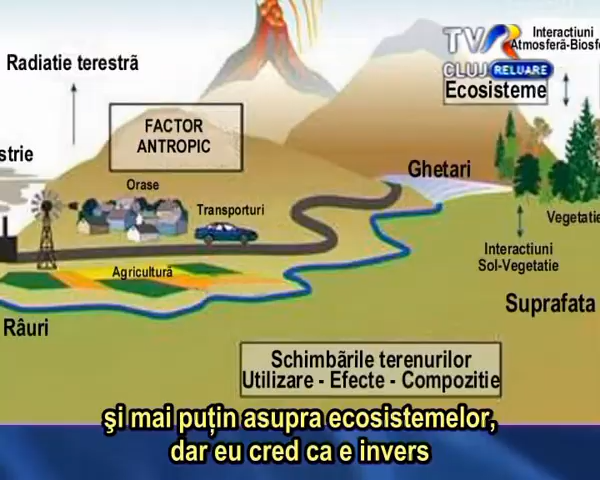 TVR
CLUJ RELUARE
Interactiuni
Atmosferă-Biosfe
Radiatie terestră
Ecosisteme
FACTOR
ANTROPIC
strie
Ghetari
Orase
Transporturi
Vegetatie
Interactiuni
Sol-Vegetatie
Agricultură
Suprafata
Râuri
Schimbările terenurilor
Utilizare - Efecte - Compozitie
şi mai puţin asupra ecosistemelor,
dar eu cred ca e invers